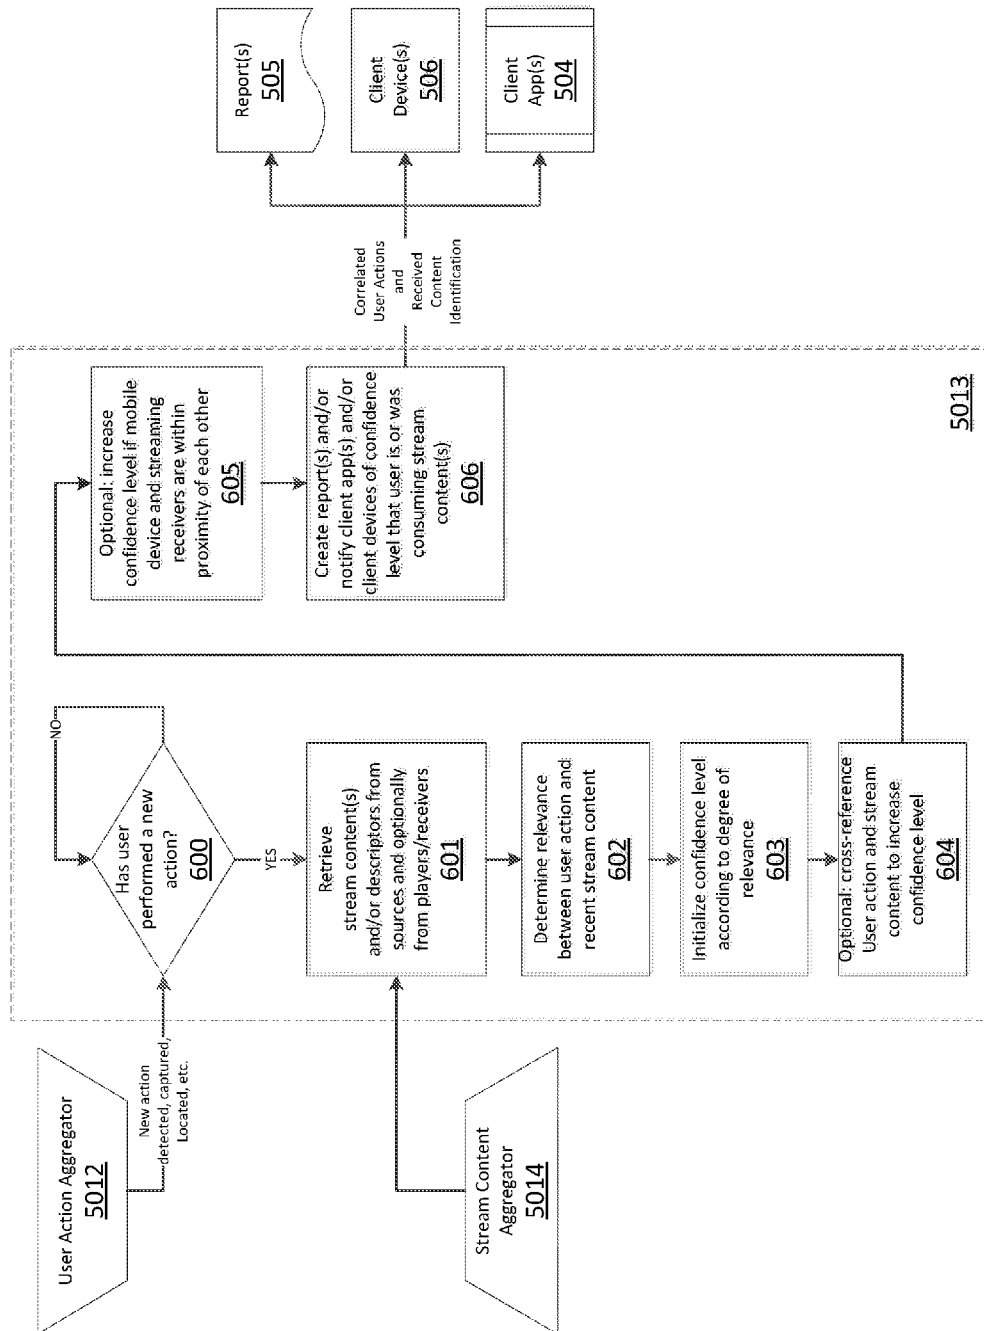 User Action Aggregator
5012
New action
detected, captured,
Located, etc.
Stream Content
Aggregator
5014
Has user
performed a new
action?
600
NO
YES
Retrieve
stream content(s)
and/or descriptors from
sources and optionally
from players/receivers
601
Determine relevance
between user action and
recent stream content
602
Initialize confidence level
according to degree of
relevance
603
Optional: cross-reference
User action and stream
content to increase
confidence level
604
Optional: increase
confidence level if mobile
device and streaming
receivers are within
proximity of each other
605
Create report(s) and/or
notify client app(s) and/or
client devices of confidence
level that user is or was
consuming stream
content(s)
606
5013
Correlated
User Actions
and
Received
Content
Identification
Report(s)
505
Client
Device(s)
506
Client
App(s)
504